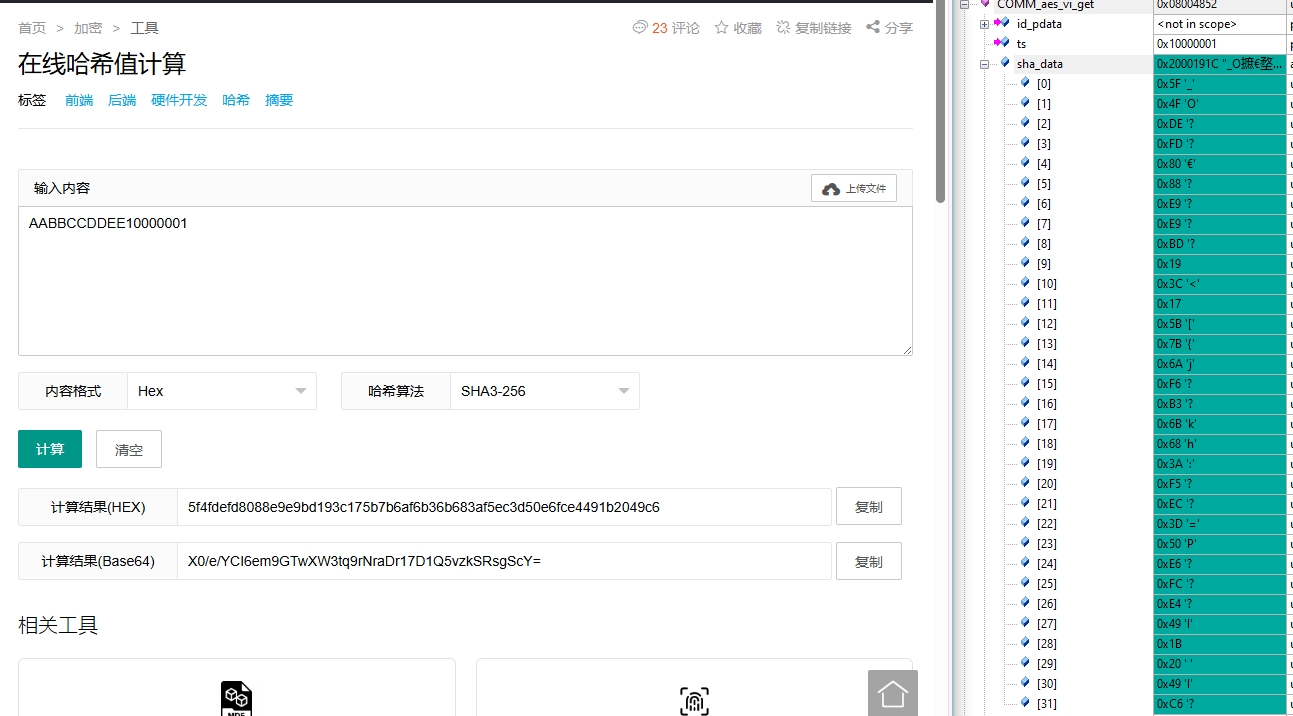 首页 > 加密 > 工具
23 评论 收藏 复制链接 分享
在线哈希值计算
标签 前端 后端 硬件开发 哈希 摘要
输入内容
上传文件
AABBCCDDEE10000001
内容格式 Hex 哈希算法 SHA3-256
计算 清空
计算结果(HEX) 5f4fdefd8088e9e9bd193c175b7b6af6b36b683af5ec3d50e6fce4491b2049c6 复制
计算结果(Base64) X0/e/YCI6em9GTwXW3tq9rNraDr17D1Q5vzkSRsgScY= 复制
相关工具
COMM_aes_vi_get 0x08004852
id_pdata <not in scope>
ts 0x10000001
sha_data 0x2000191C "_O摭€...
[0] 0x5F '_'
[1] 0x4F 'O'
[2] 0xDE '?
[3] 0xFD '?
[4] 0x80 '€'
[5] 0x88 '?
[6] 0xE9 '?
[7] 0xE9 '?
[8] 0xBD '?
[9] 0x19
[10] 0x3C '<'
[11] 0x17
[12] 0x5B '['
[13] 0x7B '{'
[14] 0x6A 'j'
[15] 0xF6 '?
[16] 0xB3 '?
[17] 0x6B 'k'
[18] 0x68 'h'
[19] 0x3A ':'
[20] 0xF5 '?
[21] 0xEC '?
[22] 0x3D '='
[23] 0x50 'P'
[24] 0xE6 '?
[25] 0xFC '?
[26] 0xE4 '?
[27] 0x49 'I'
[28] 0x1B
[29] 0x20 ' '
[30] 0x49 'I'
[31] 0xC6 '?